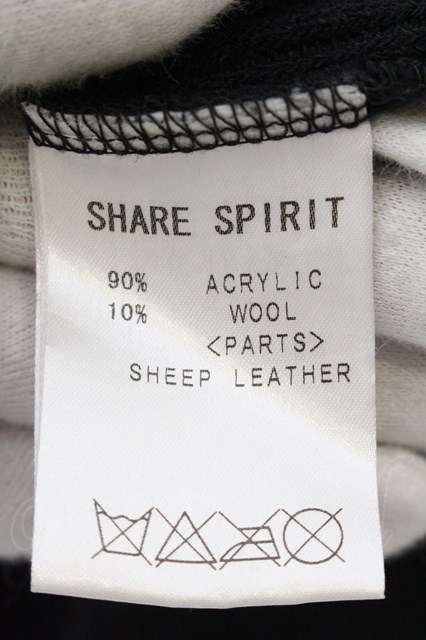 SHARE SPIRIT
90% ACRYLIC
10% WOOL
<PARTS>
SHEEP LEATHER